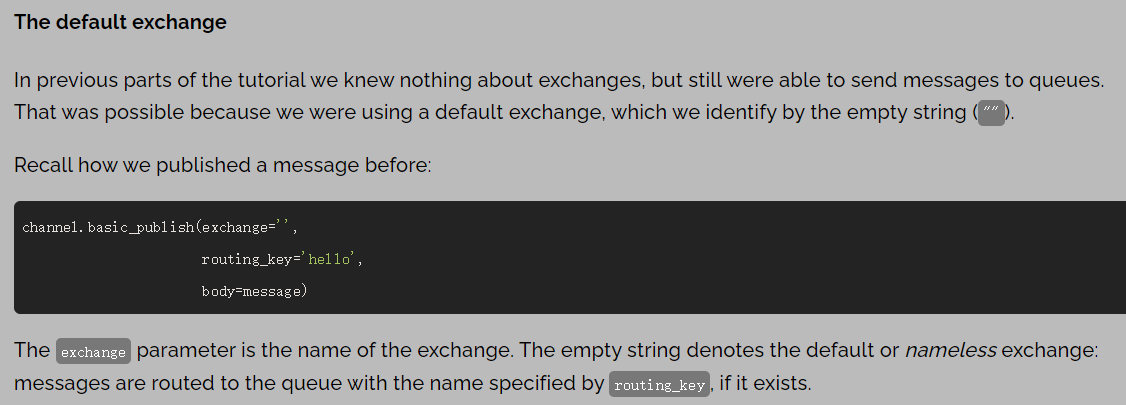 The default exchange
In previous parts of the tutorial we knew nothing about exchanges, but still were able to send messages to queues.
That was possible because we were using a default exchange, which we identify by the empty string ("").
Recall how we published a message before:
channel.basic_publish(exchange='',
                      routing_key='hello',
                      body=message)
The exchange parameter is the name of the exchange. The empty string denotes the default or nameless exchange:
messages are routed to the queue with the name specified by routing_key, if it exists.